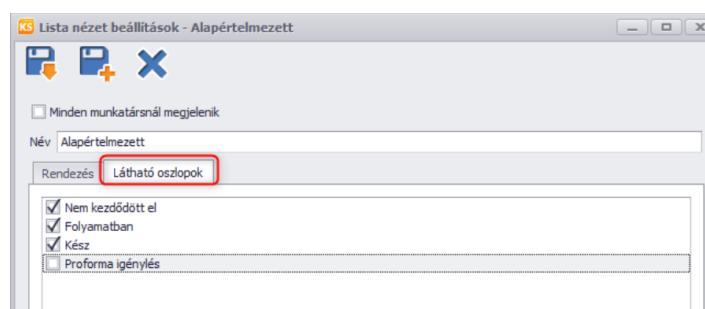 KS Lista nézet beállítások - Alapértelmezett
Minden munkatársnál megjelenik
Név Alapértelmezett
Rendezés Látható oszlopok
Nem kezdődött el
Folyamatban
Kész
Proforma igénylés